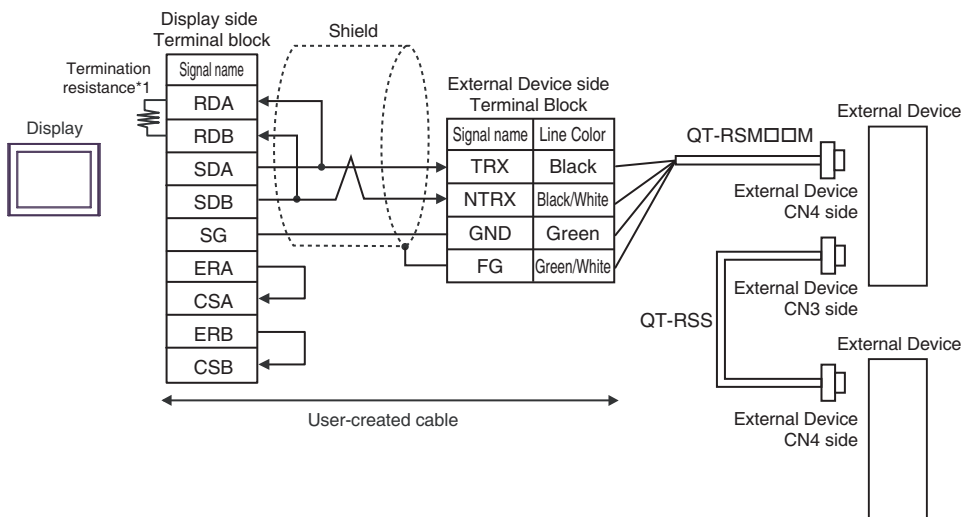 Display side
Terminal block
Shield
Termination
resistance*1
Display
Signal name
RDA
RDB
SDA
SDB
SG
ERA
CSA
ERB
CSB
External Device side
Terminal Block
Signal name Line Color
TRX Black
NTRX Black/White
GND Green
FG Green/White
User-created cable
QT-RSM□□M
External Device
External Device
CN4 side
External Device
CN3 side
QT-RSS
External Device
External Device
CN4 side